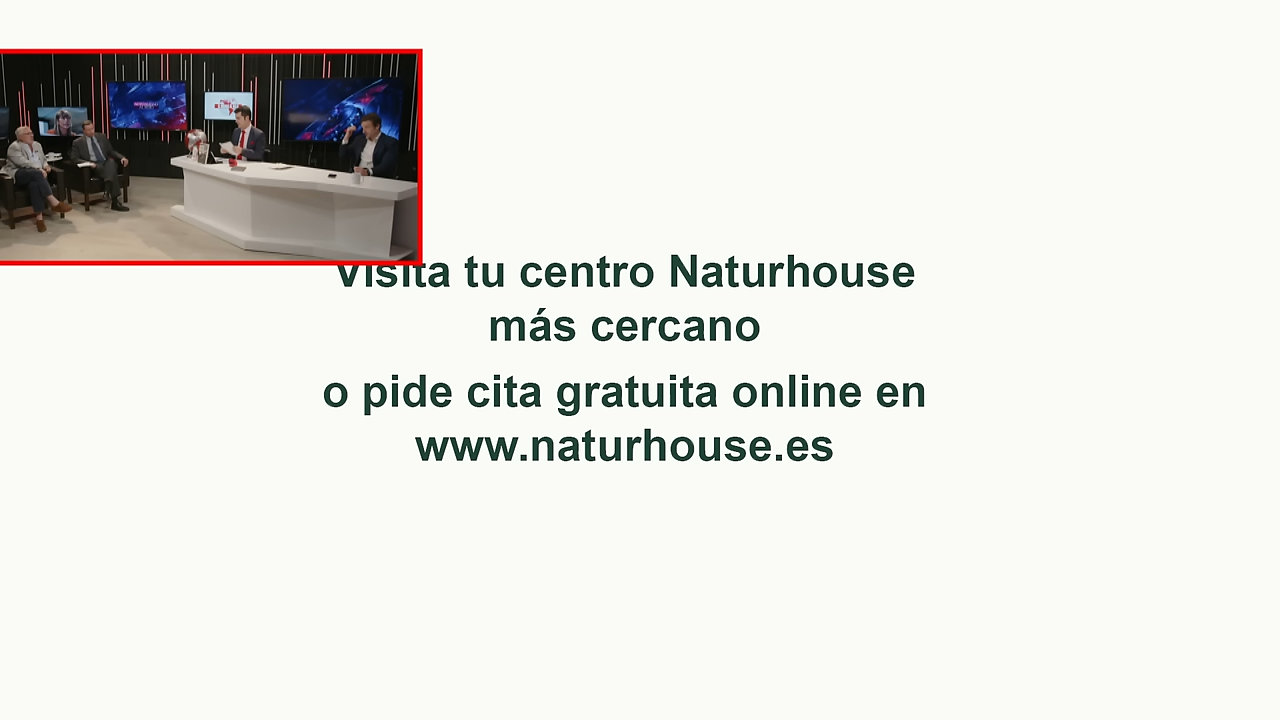 Visita tu centro Naturhouse
más cercano
o pide cita gratuita online en
www.naturhouse.es